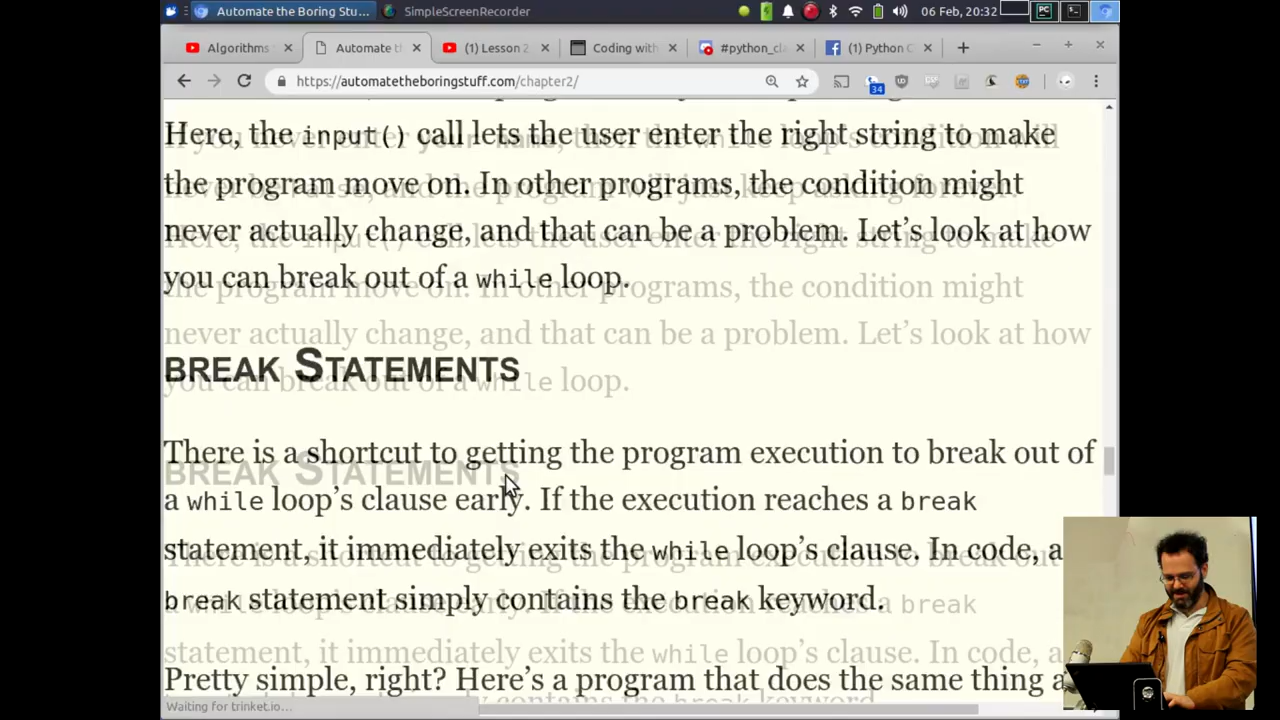 Automate the Boring Stu...
SimpleScreenRecorder
06 Feb, 20:32
Algorithms
Automate t
(1) Lesson 2
Coding with
#python_cla
(1) Python C
https://automatetheboringstuff.com/chapter2/
34
Here, the input() call lets the user enter the right string to make
the program move on. In other programs, the condition might
never actually change, and that can be a problem. Let's look at how
you can break out of a while loop.
BREAK STATEMENTS
There is a shortcut to getting the program execution to break out of
a while loop's clause early. If the execution reaches a break
statement, it immediately exits the while loop's clause. In code, a
break statement simply contains the break keyword.
Pretty simple, right? Here's a program that does the same thing a
Waiting for trinket.io...